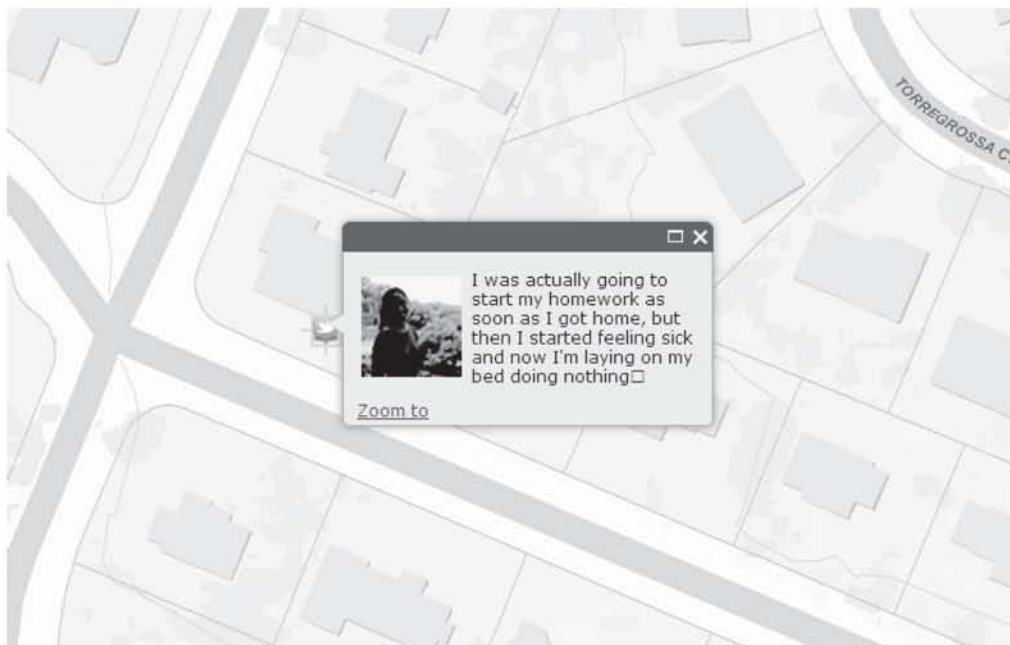 TORREGROSSA
I was actually going to
start my homework as
soon as I got home, but
then I started feeling sick
and now I'm laying on my
bed doing nothing□
Zoom to